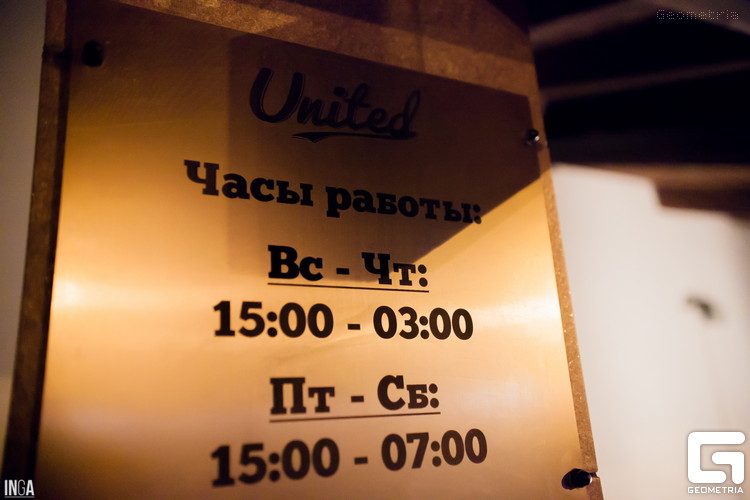 Geometria
United
Часы работы:
Вс - Чт:
15:00 - 03:00
Пт - Сб:
15:00 - 07:00
INGA
GEOMETRIA